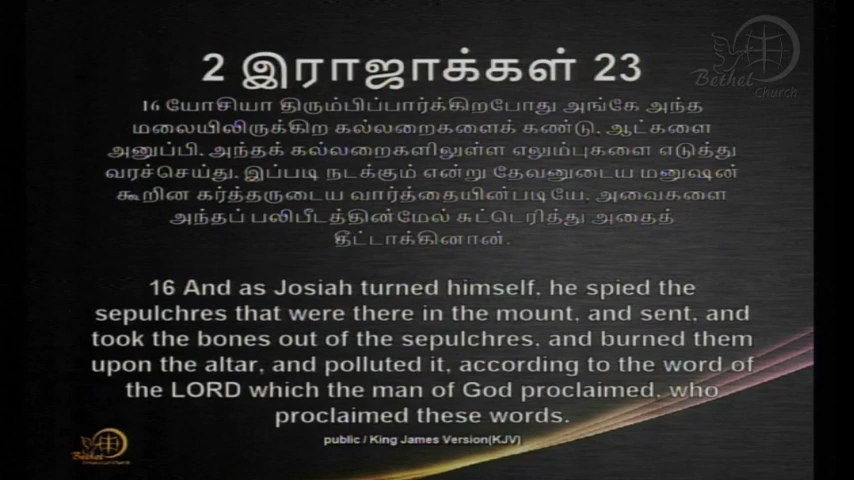 2 இராஜாக்கள் 23
Bethel
Church
16 யோசியா திரும்பிப்பார்க்கிறபோது அங்கே அந்த
மலையிலிருக்கிற கல்லறைகளைக் கண்டு, ஆட்களை
அனுப்பி, அந்தக் கல்லறைகளிலுள்ள எலும்புகளை எடுத்து
வரச்செய்து, இப்படி நடக்கும் என்று தேவனுடைய மனுஷன்
கூறின கர்த்தருடைய வார்த்தையின்படியே, அவைகளை
அந்தப் பலிபீடத்தின்மேல் சுட்டெரித்து அதைத்
தீட்டாக்கினான்.
16 And as Josiah turned himself, he spied the
sepulchres that were there in the mount, and sent, and
took the bones out of the sepulchres, and burned them
upon the altar, and polluted it, according to the word of
the LORD which the man of God proclaimed, who
proclaimed these words.
public / King James Version(KJV)
Bethel